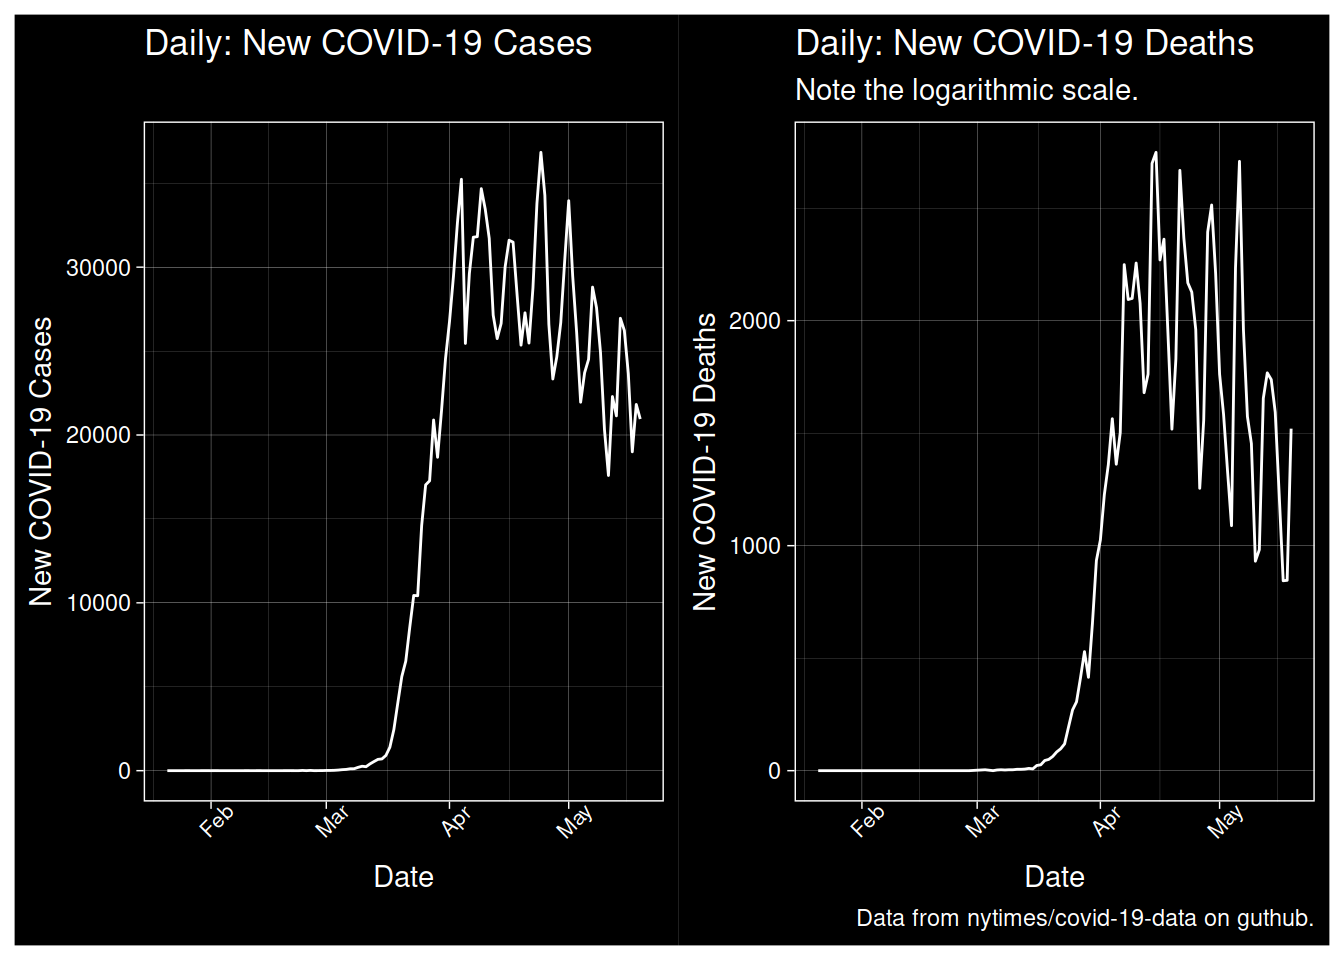 Daily: New COVID-19 Cases
New COVID-19 Cases
30000
20000
10000
0
Feb
Mar
Apr
May
Date
Daily: New COVID-19 Deaths
Note the logarithmic scale.
New COVID-19 Deaths
2000
1000
0
Feb
Mar
Apr
May
Date
Data from nytimes/covid-19-data on guthub.